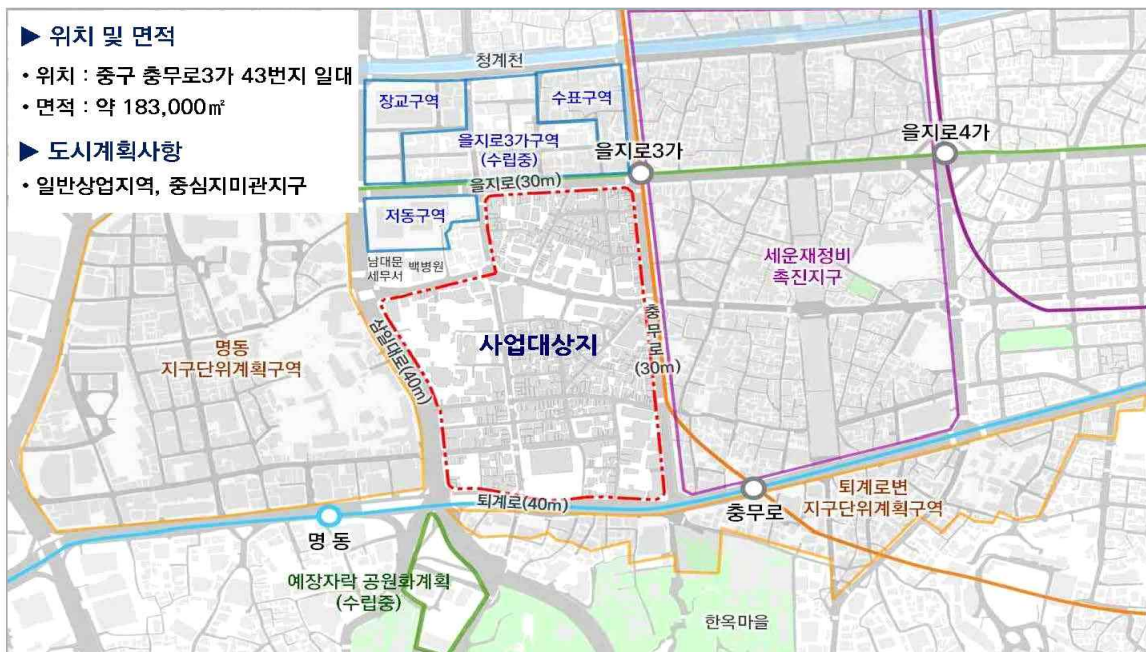 ▶ 위치 및 면적
• 위치 : 중구 충무로3가 43번지 일대
• 면적 : 약 183,000㎡
▶ 도시계획사항
• 일반상업지역, 중심지미관지구
청계천
장교구역
수표구역
을지로3가구역
(수립중)
을지로3가
을지로4가
을지로(30m)
저동구역
남대문
세무서
백병원
세운재정비
촉진지구
명동
지구단위계획구역
삼일대로(40m)
사업대상지
충무로
(30m)
퇴계로(40m)
명동
충무로
퇴계로변
지구단위계획구역
예장자락 공원화계획
(수립중)
한옥마을